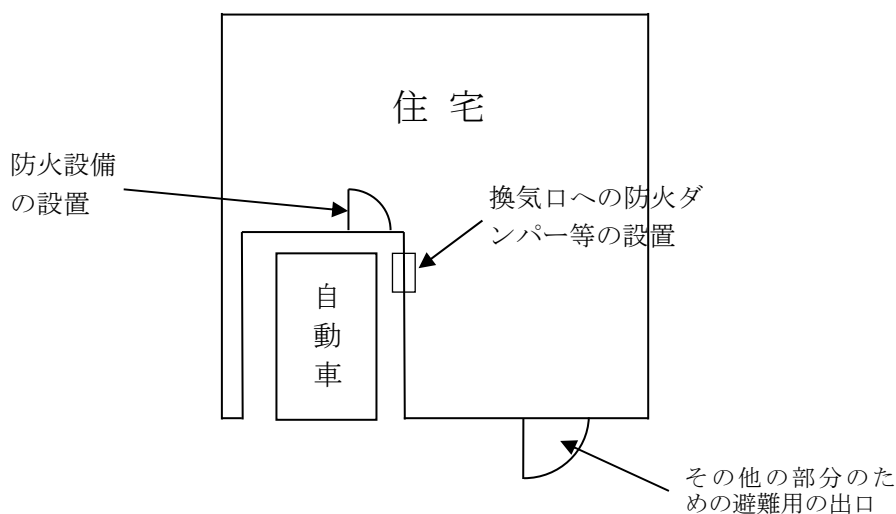 住宅
防火設備
の設置
換気口への防火ダ
ンパー等の設置
自
動
車
その他の部分のた
めの避難用の出口